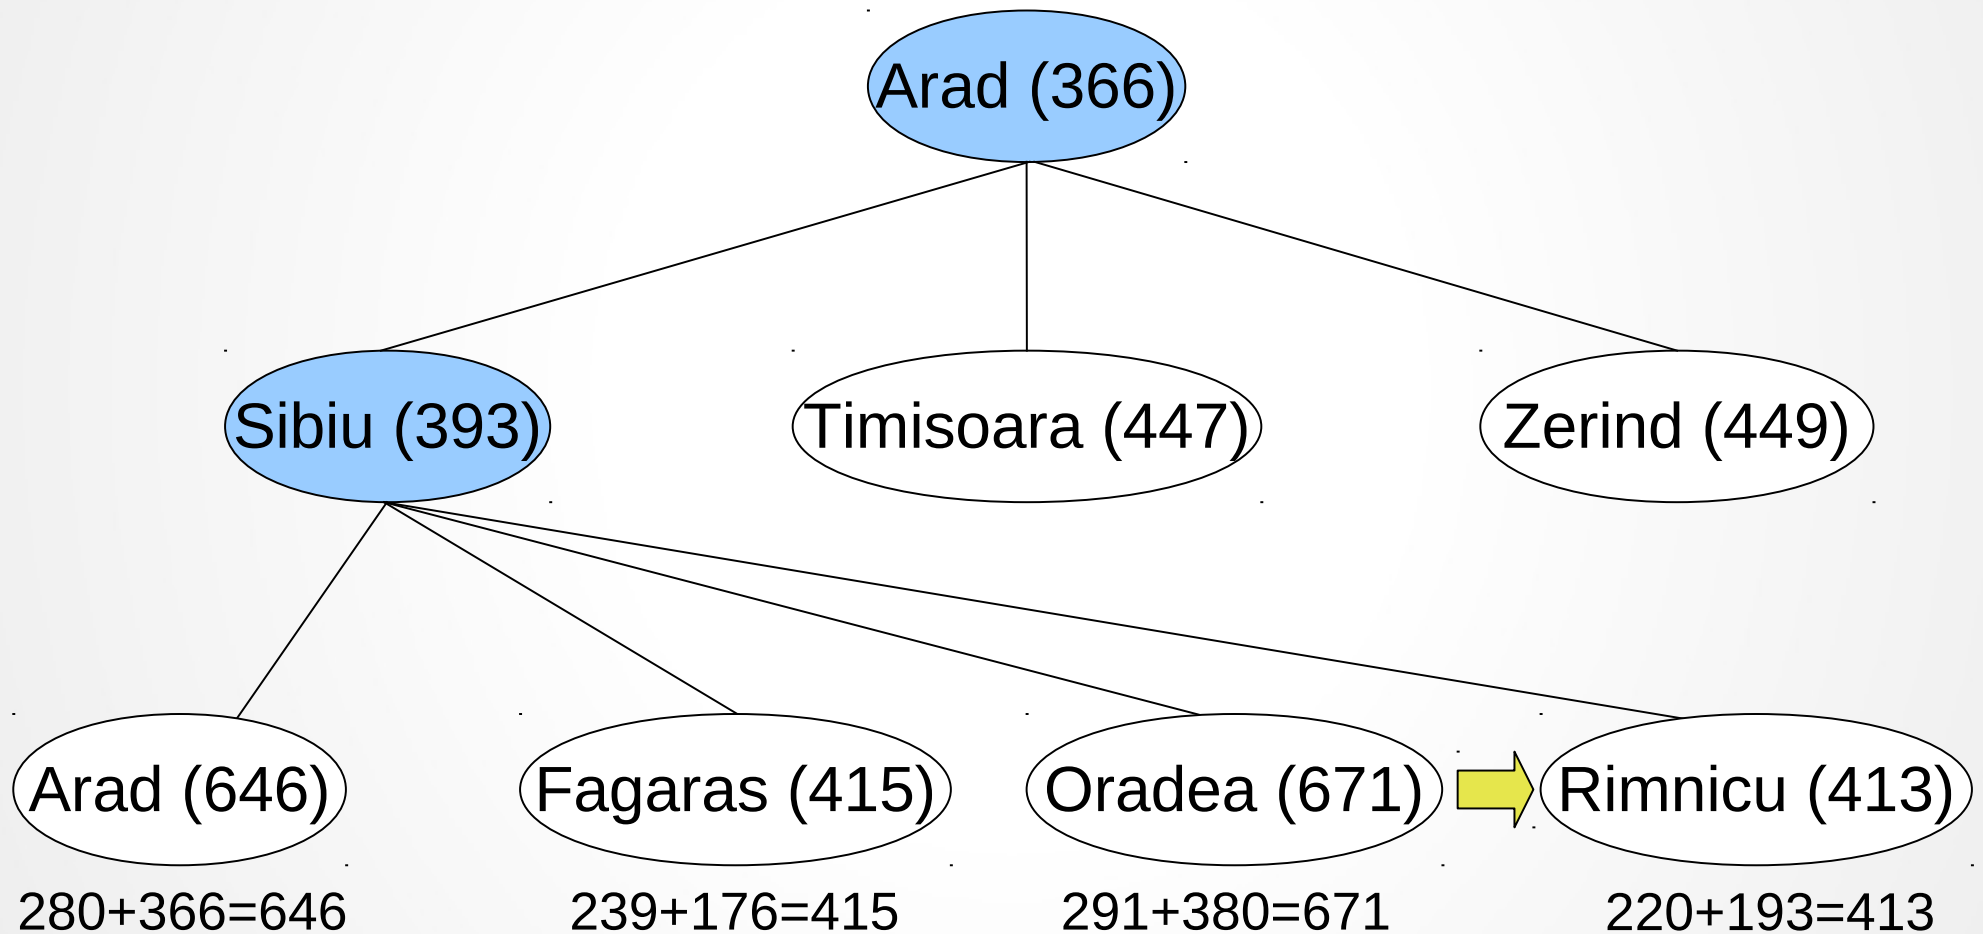 Arad (366)
Sibiu (393)
Timisoara (447)
Zerind (449)
Arad (646)
Fagaras (415)
Oradea (671)
Rimnicu (413)
280+366=646
239+176=415
291+380=671
220+193=413